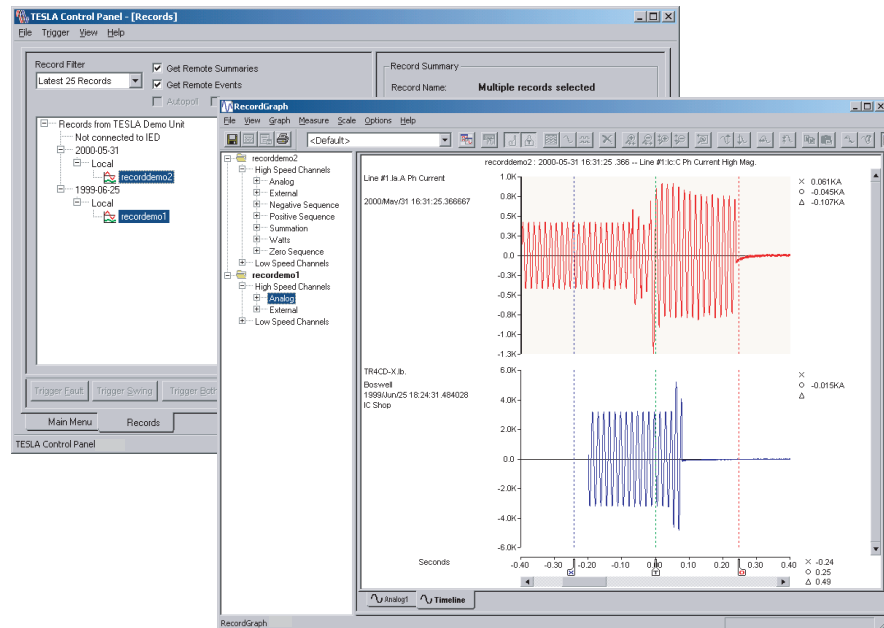 TESLA Control Panel - [Records]
File Trigger View Help
Record Filter
Latest 25 Records
Get Remote Summaries
Get Remote Events
Autopoll
Record Summary
Record Name: Multiple records selected
Records from TESLA Demo Unit
Not connected to IED
2000-05-31
Local
recorddemo2
1999-06-25
Local
recordemo1
Trigger Fault Trigger Swing Trigger Both
Main Menu Records
TESLA Control Panel
RecordGraph
File View Graph Measure Scale Options Help
<Default>
recorddemo2
High Speed Channels
Analog
External
Negative Sequence
Positive Sequence
Summation
Watts
Zero Sequence
Low Speed Channels
recordemo1
High Speed Channels
Analog
External
Low Speed Channels
recorddemo2 : 2000-05-31 16:31:25 .366 -- Line #1:Ic:C Ph Current High Mag.
Line #1.Ia.A Ph Current
2000/May/31 16:31:25.366667
1.0K
0.8K
0.5K
0.3K
0.0
-0.3K
-0.5K
-0.8K
-1.0K
-1.3K
X 0.061KA
O -0.045KA
Δ -0.107KA
TR4CD-X.Ib.
Boswell
1999/Jun/25 18:24:31.484028
IC Shop
6.0K
4.0K
2.0K
0.0
-2.0K
-4.0K
-6.0K
X
O -0.015KA
Δ
Seconds
-0.40 -0.30 -0.20 -0.10 0.00 0.10 0.20 0.30 0.40
X T O
X -0.24
O 0.25
Δ 0.49
Analog1 Timeline
RecordGraph